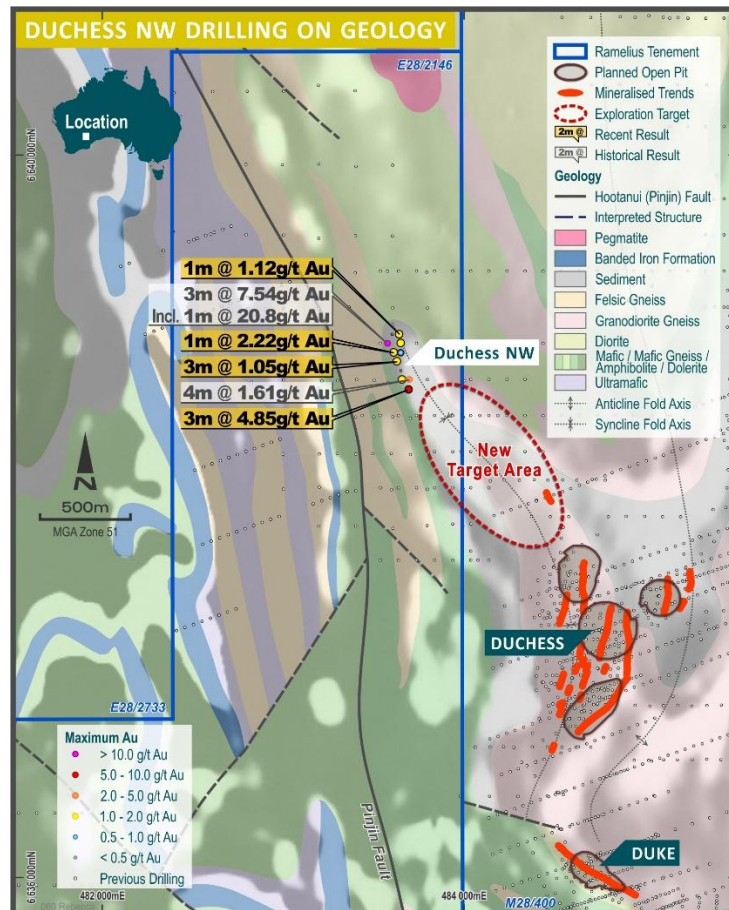 DUCHESS NW DRILLING ON GEOLOGY
E28/2146
Location
6 640 000mN
Ramelius Tenement
Planned Open Pit
Mineralised Trends
Exploration Target
2m @ Recent Result
2m @ Historical Result
Geology
Hootanui (Pinjin) Fault
Interpreted Structure
Pegmatite
Banded Iron Formation
Sediment
Felsic Gneiss
Granodiorite Gneiss
Diorite
Mafic / Mafic Gneiss /
Amphibolite / Dolerite
Ultramafic
Anticline Fold Axis
Syncline Fold Axis
1m @ 1.12g/t Au
3m @ 7.54g/t Au
Incl. 1m @ 20.8g/t Au
1m @ 2.22g/t Au
3m @ 1.05g/t Au
4m @ 1.61g/t Au
3m @ 4.85g/t Au
Duchess NW
New
Target Area
N
500m
MGA Zone 51
DUCHESS
E28/2733
Maximum Au
> 10.0 g/t Au
5.0 - 10.0 g/t Au
2.0 - 5.0 g/t Au
1.0 - 2.0 g/t Au
0.5 - 1.0 g/t Au
< 0.5 g/t Au
Previous Drilling
Pinjin Fault
DUKE
6 636 000mN
482 000mE
484 000mE
M28/400